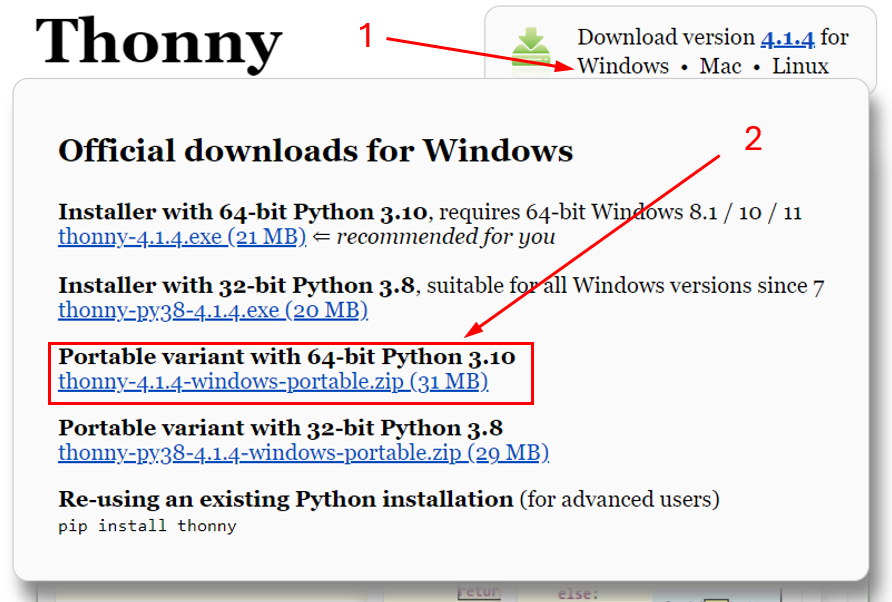 Thonny
1
Download version 4.1.4 for
Windows • Mac • Linux
Official downloads for Windows
2
Installer with 64-bit Python 3.10, requires 64-bit Windows 8.1 / 10 / 11
thonny-4.1.4.exe (21 MB) ⇐ recommended for you
Installer with 32-bit Python 3.8, suitable for all Windows versions since 7
thonny-py38-4.1.4.exe (20 MB)
Portable variant with 64-bit Python 3.10
thonny-4.1.4-windows-portable.zip (31 MB)
Portable variant with 32-bit Python 3.8
thonny-py38-4.1.4-windows-portable.zip (29 MB)
Re-using an existing Python installation (for advanced users)
pip install thonny
return
else: